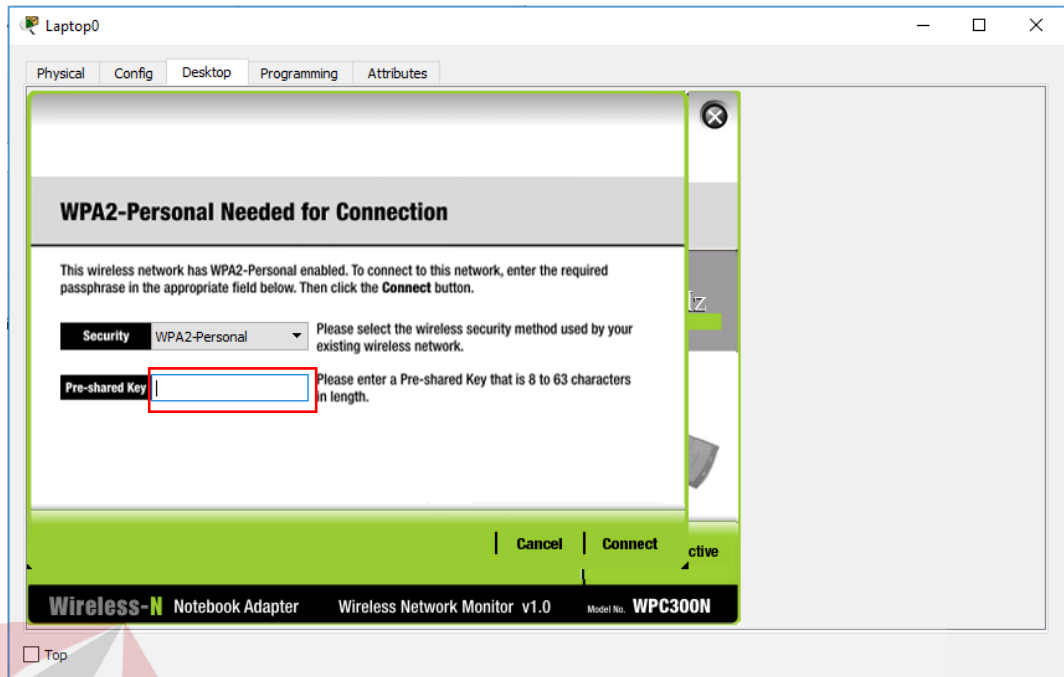 Laptop0
Physical Config Desktop Programming Attributes
WPA2-Personal Needed for Connection
This wireless network has WPA2-Personal enabled. To connect to this network, enter the required
passphrase in the appropriate field below. Then click the Connect button.
Security WPA2-Personal Please select the wireless security method used by your
existing wireless network.
Pre-shared Key Please enter a Pre-shared Key that is 8 to 63 characters
in length.
Cancel Connect
ctive
Wireless-N Notebook Adapter Wireless Network Monitor v1.0 Model No. WPC300N
Top